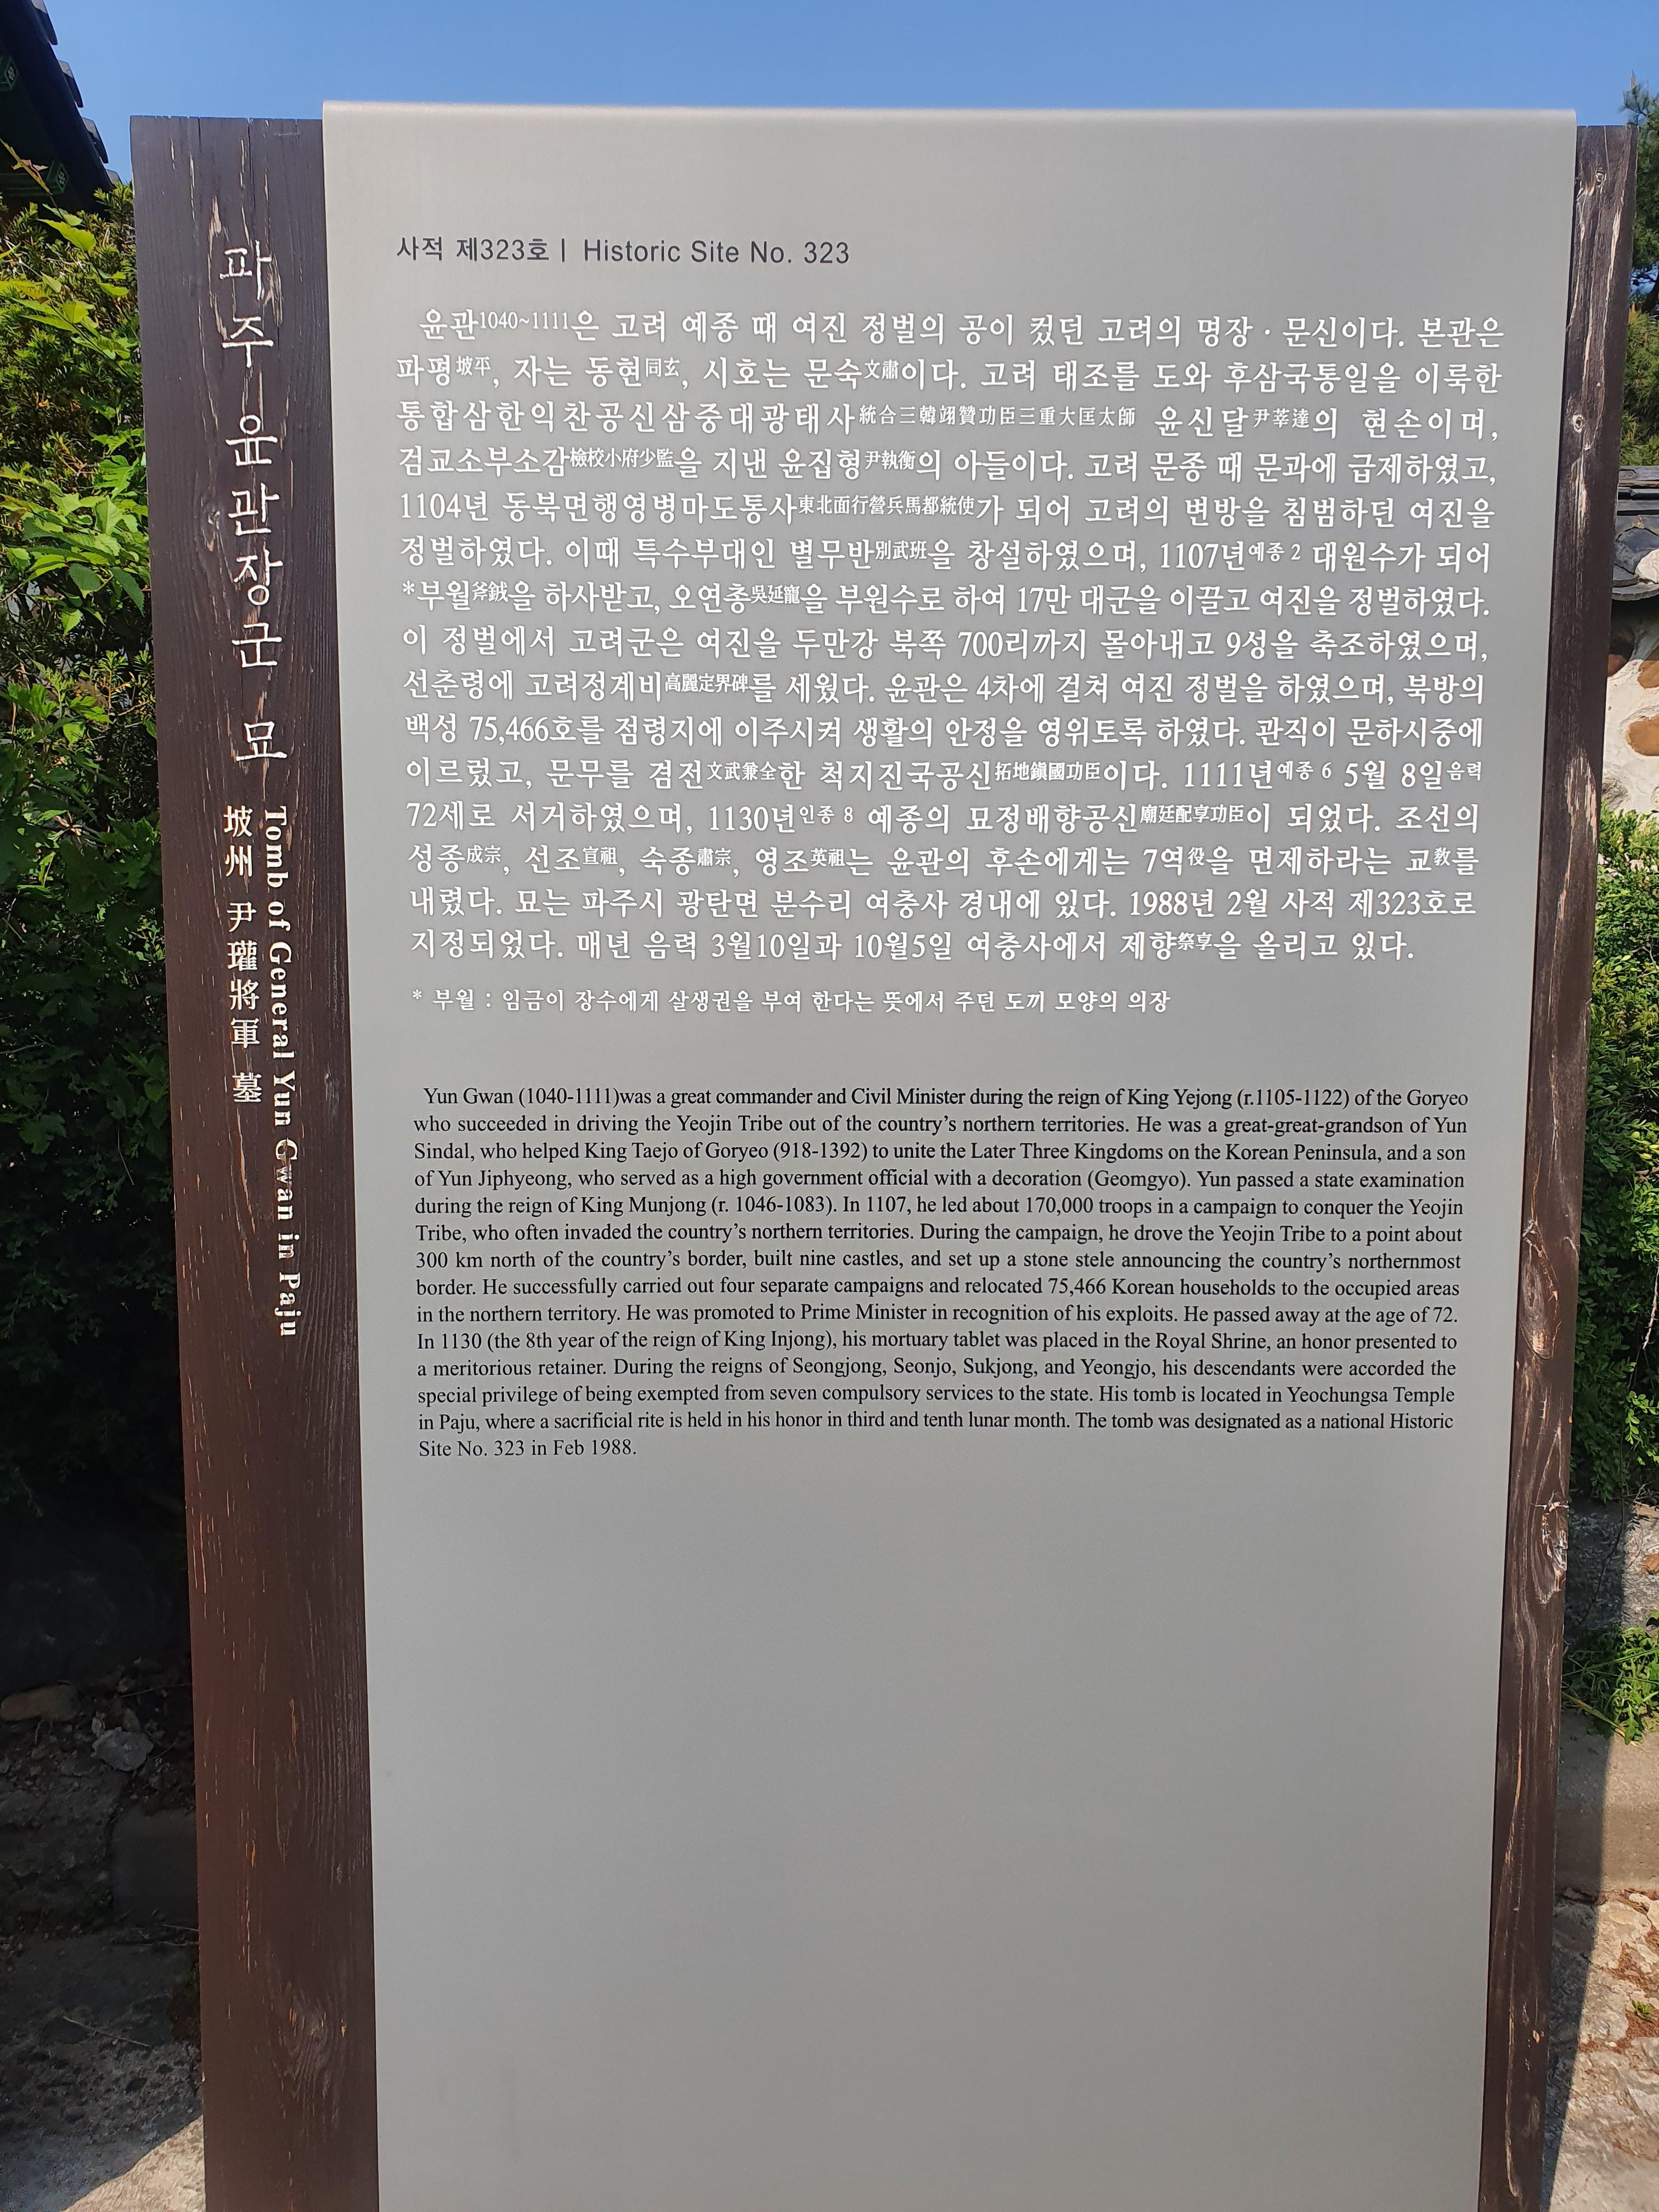 파주 윤관장군 묘
Tomb of General Yun Gwan in Paju
坡州 尹瓘將軍 墓
사적 제323호 | Historic Site No. 323
윤관1040~1111은 고려 예종 때 여진 정벌의 공이 컸던 고려의 명장 · 문신이다. 본관은
파평坡平, 자는 동현同玄, 시호는 문숙文肅이다. 고려 태조를 도와 후삼국통일을 이룩한
통합삼한익찬공신삼중대광태사統合三韓翊贊功臣三重大匡太師 윤신달尹莘達의 현손이며,
검교소부소감檢校小府少監을 지낸 윤집형尹執衡의 아들이다. 고려 문종 때 문과에 급제하였고,
1104년 동북면행영병마도통사東北面行營兵馬都統使가 되어 고려의 변방을 침범하던 여진을
정벌하였다. 이때 특수부대인 별무반別武班을 창설하였으며, 1107년예종 2 대원수가 되어
*부월斧鉞을 하사받고, 오연총吳延寵을 부원수로 하여 17만 대군을 이끌고 여진을 정벌하였다.
이 정벌에서 고려군은 여진을 두만강 북쪽 700리까지 몰아내고 9성을 축조하였으며,
선춘령에 고려정계비高麗定界碑를 세웠다. 윤관은 4차에 걸쳐 여진 정벌을 하였으며, 북방의
백성 75,466호를 점령지에 이주시켜 생활의 안정을 영위토록 하였다. 관직이 문하시중에
이르렀고, 문무를 겸전文武兼全한 척지진국공신拓地鎭國功臣이다. 1111년예종 6 5월 8일음력
72세로 서거하였으며, 1130년인종 8 예종의 묘정배향공신廟廷配享功臣이 되었다. 조선의
성종成宗, 선조宣祖, 숙종肅宗, 영조英祖는 윤관의 후손에게는 7역役을 면제하라는 교敎를
내렸다. 묘는 파주시 광탄면 분수리 여충사 경내에 있다. 1988년 2월 사적 제323호로
지정되었다. 매년 음력 3월10일과 10월5일 여충사에서 제향祭享을 올리고 있다.
* 부월 : 임금이 장수에게 살생권을 부여 한다는 뜻에서 주던 도끼 모양의 의장
Yun Gwan (1040-1111)was a great commander and Civil Minister during the reign of King Yejong (r.1105-1122) of the Goryeo
who succeeded in driving the Yeojin Tribe out of the country's northern territories. He was a great-great-grandson of Yun
Sindal, who helped King Taejo of Goryeo (918-1392) to unite the Later Three Kingdoms on the Korean Peninsula, and a son
of Yun Jiphyeong, who served as a high government official with a decoration (Geomgyo). Yun passed a state examination
during the reign of King Munjong (r. 1046-1083). In 1107, he led about 170,000 troops in a campaign to conquer the Yeojin
Tribe, who often invaded the country's northern territories. During the campaign, he drove the Yeojin Tribe to a point about
300 km north of the country's border, built nine castles, and set up a stone stele announcing the country's northernmost
border. He successfully carried out four separate campaigns and relocated 75,466 Korean households to the occupied areas
in the northern territory. He was promoted to Prime Minister in recognition of his exploits. He passed away at the age of 72.
In 1130 (the 8th year of the reign of King Injong), his mortuary tablet was placed in the Royal Shrine, an honor presented to
a meritorious retainer. During the reigns of Seongjong, Seonjo, Sukjong, and Yeongjo, his descendants were accorded the
special privilege of being exempted from seven compulsory services to the state. His tomb is located in Yeochungsa Temple
in Paju, where a sacrificial rite is held in his honor in third and tenth lunar month. The tomb was designated as a national Historic
Site No. 323 in Feb 1988.